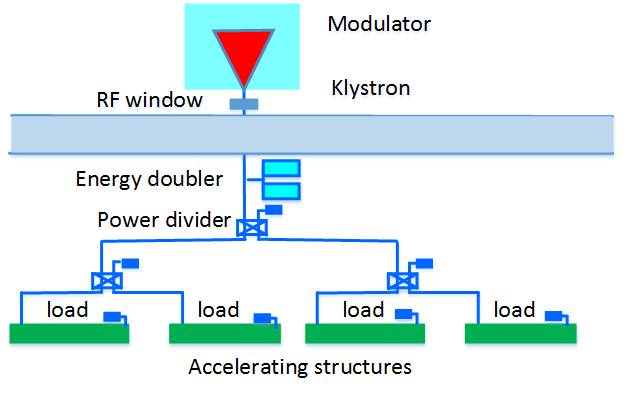 Modulator
Klystron
RF window
Energy doubler
Power divider
load
load
load
load
Accelerating structures